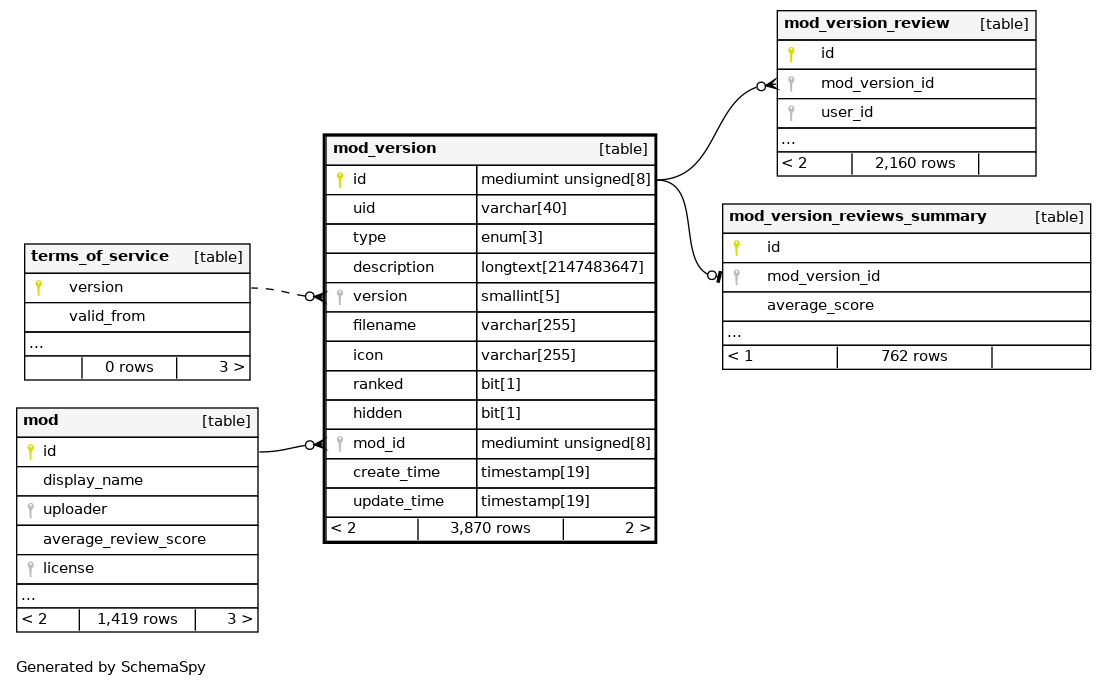 mod_version_review [table]
id
mod_version_id
user_id
...
< 2 2,160 rows
mod_version [table]
id mediumint unsigned[8]
uid varchar[40]
type enum[3]
description longtext[2147483647]
version smallint[5]
filename varchar[255]
icon varchar[255]
ranked bit[1]
hidden bit[1]
mod_id mediumint unsigned[8]
create_time timestamp[19]
update_time timestamp[19]
< 2 3,870 rows 2 >
mod_version_reviews_summary [table]
id
mod_version_id
average_score
...
< 1 762 rows
terms_of_service [table]
version
valid_from
...
0 rows 3 >
mod [table]
id
display_name
uploader
average_review_score
license
...
< 2 1,419 rows 3 >
Generated by SchemaSpy